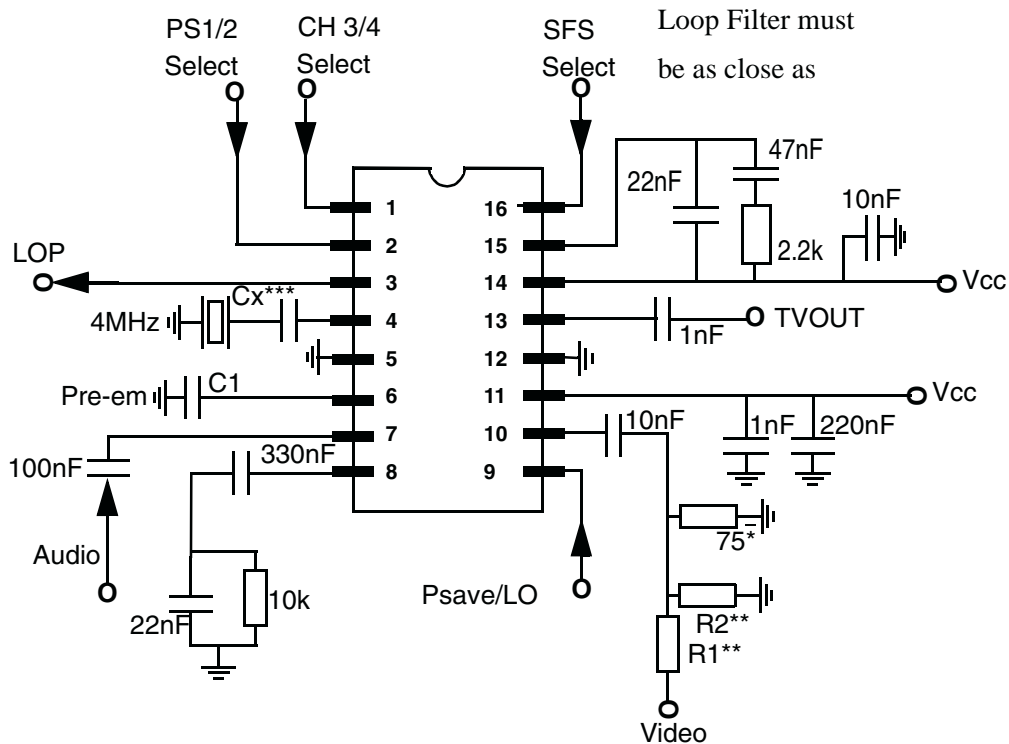 PS1/2
Select
CH 3/4
Select
SFS
Select
Loop Filter must
be as close as
47nF
22nF
10nF
2.2k
1
16
2
15
LOP
3
14
Vcc
Cx***
4MHz
4
13
1nF
TVOUT
5
12
Pre-em
C1
6
11
Vcc
7
10
10nF
1nF
220nF
100nF
330nF
8
9
75*
Audio
Psave/LO
10k
22nF
R2**
R1**
Video